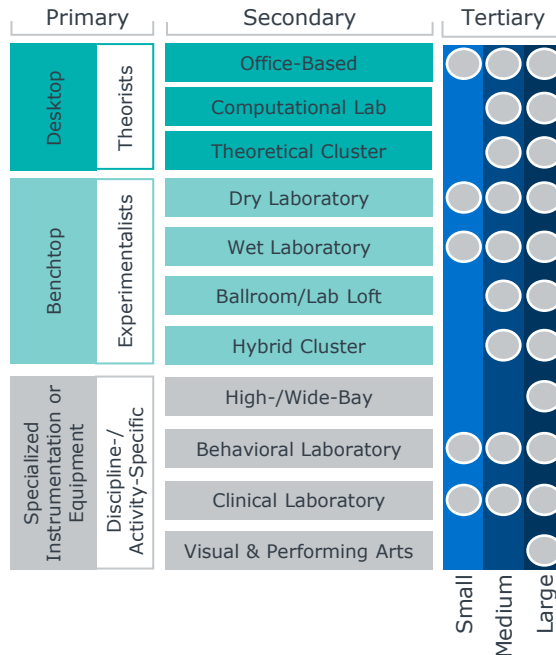 Primary
Secondary
Tertiary
Desktop
Theorists
Office-Based
Computational Lab
Theoretical Cluster
Benchtop
Experimentalists
Dry Laboratory
Wet Laboratory
Ballroom/Lab Loft
Hybrid Cluster
Specialized
Instrumentation or
Equipment
Discipline-/
Activity-Specific
High-/Wide-Bay
Behavioral Laboratory
Clinical Laboratory
Visual & Performing Arts
Small
Medium
Large